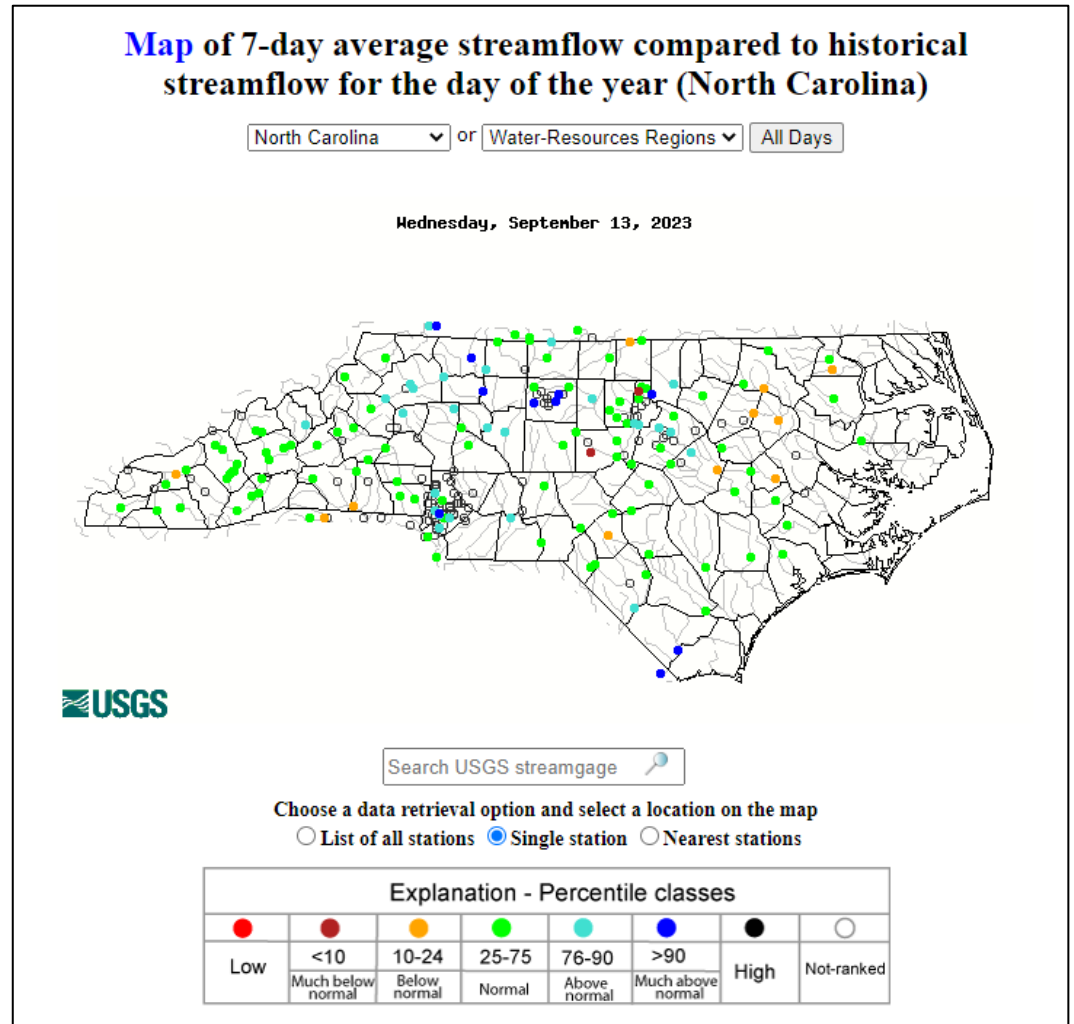 Map of 7-day average streamflow compared to historical
streamflow for the day of the year (North Carolina)
North Carolina or Water-Resources Regions All Days
Wednesday, September 13, 2023
USGS
Search USGS streamgage
Choose a data retrieval option and select a location on the map
List of all stations Single station Nearest stations
Explanation - Percentile classes
Low <10 10-24 25-75 76-90 >90 High Not-ranked
Much below normal Below normal Normal Above normal Much above normal